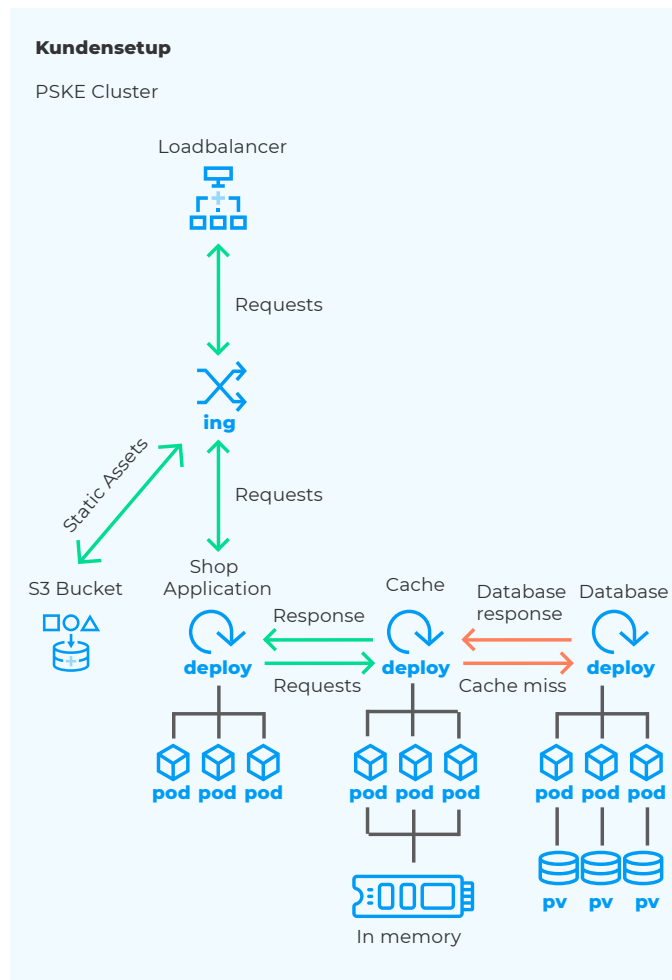 Kundensetup
PSKE Cluster
Loadbalancer
Requests
ing
Static Assets
Requests
S3 Bucket
Shop
Application
deploy
Response
Requests
Cache
deploy
Database
response
Cache miss
Database
deploy
pod pod pod
pod pod pod
pod pod pod
In memory
pv pv pv